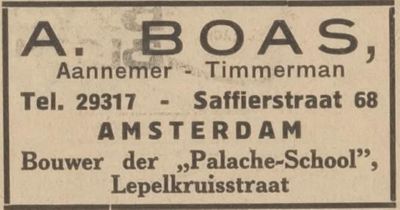 A. BOAS,
Aannemer - Timmerman
Tel. 29317 - Saffierstraat 68
AMSTERDAM
Bouwer der „Palache-School”,
Lepelkruisstraat